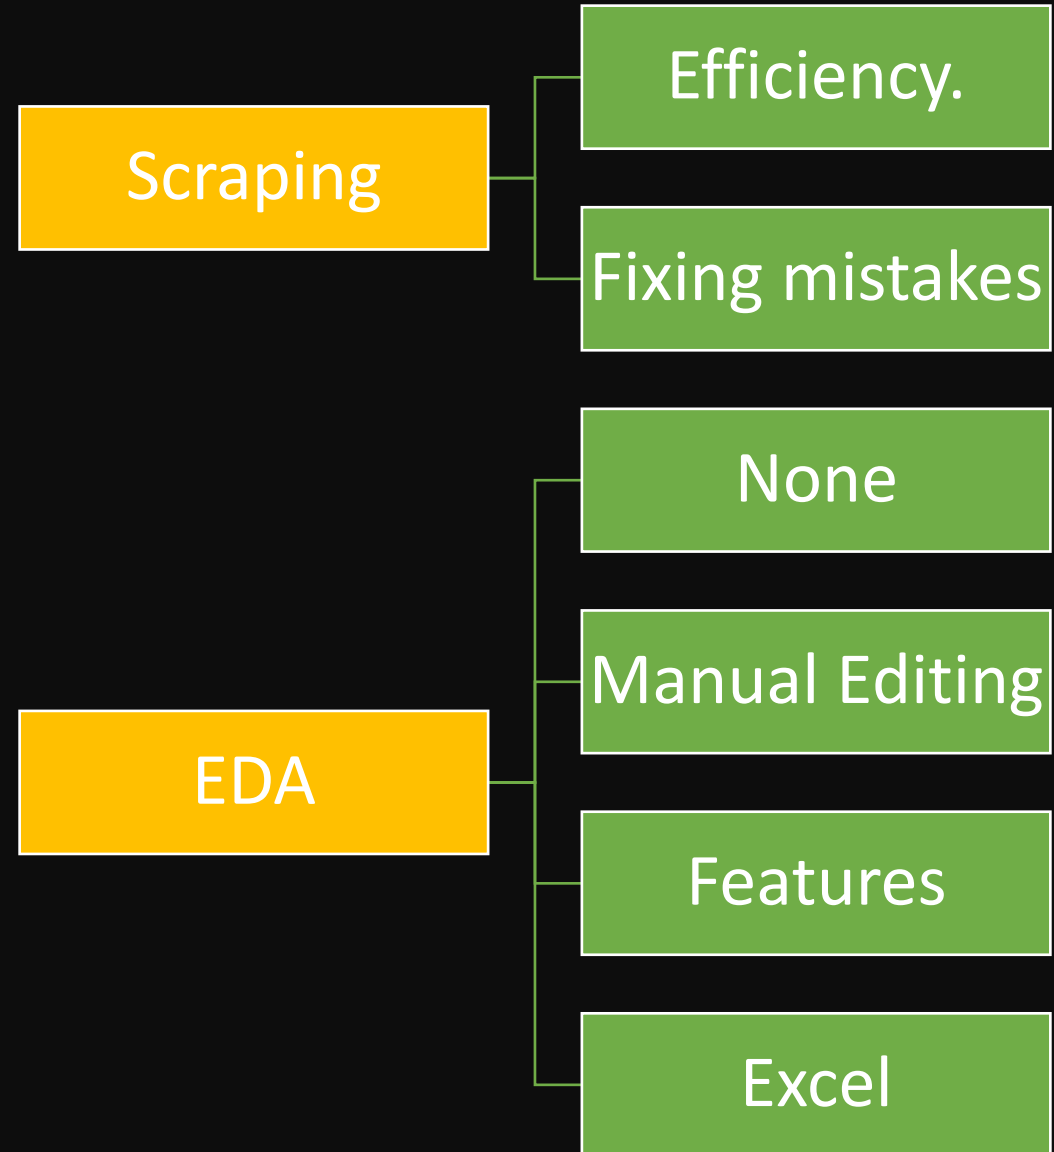 Scraping
Efficiency.
Fixing mistakes
EDA
None
Manual Editing
Features
Excel